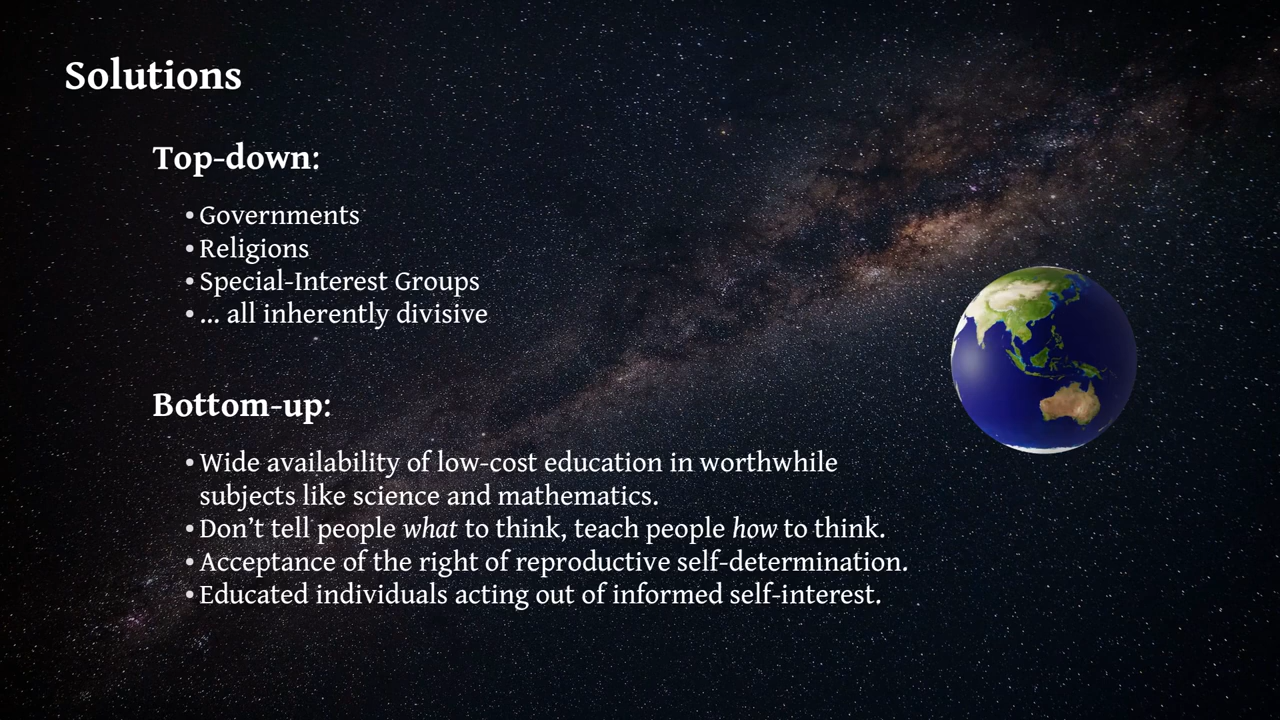 Solutions
Top-down:
• Governments
• Religions
• Special-Interest Groups
• ... all inherently divisive
Bottom-up:
• Wide availability of low-cost education in worthwhile
subjects like science and mathematics.
• Don’t tell people what to think, teach people how to think.
• Acceptance of the right of reproductive self-determination.
• Educated individuals acting out of informed self-interest.